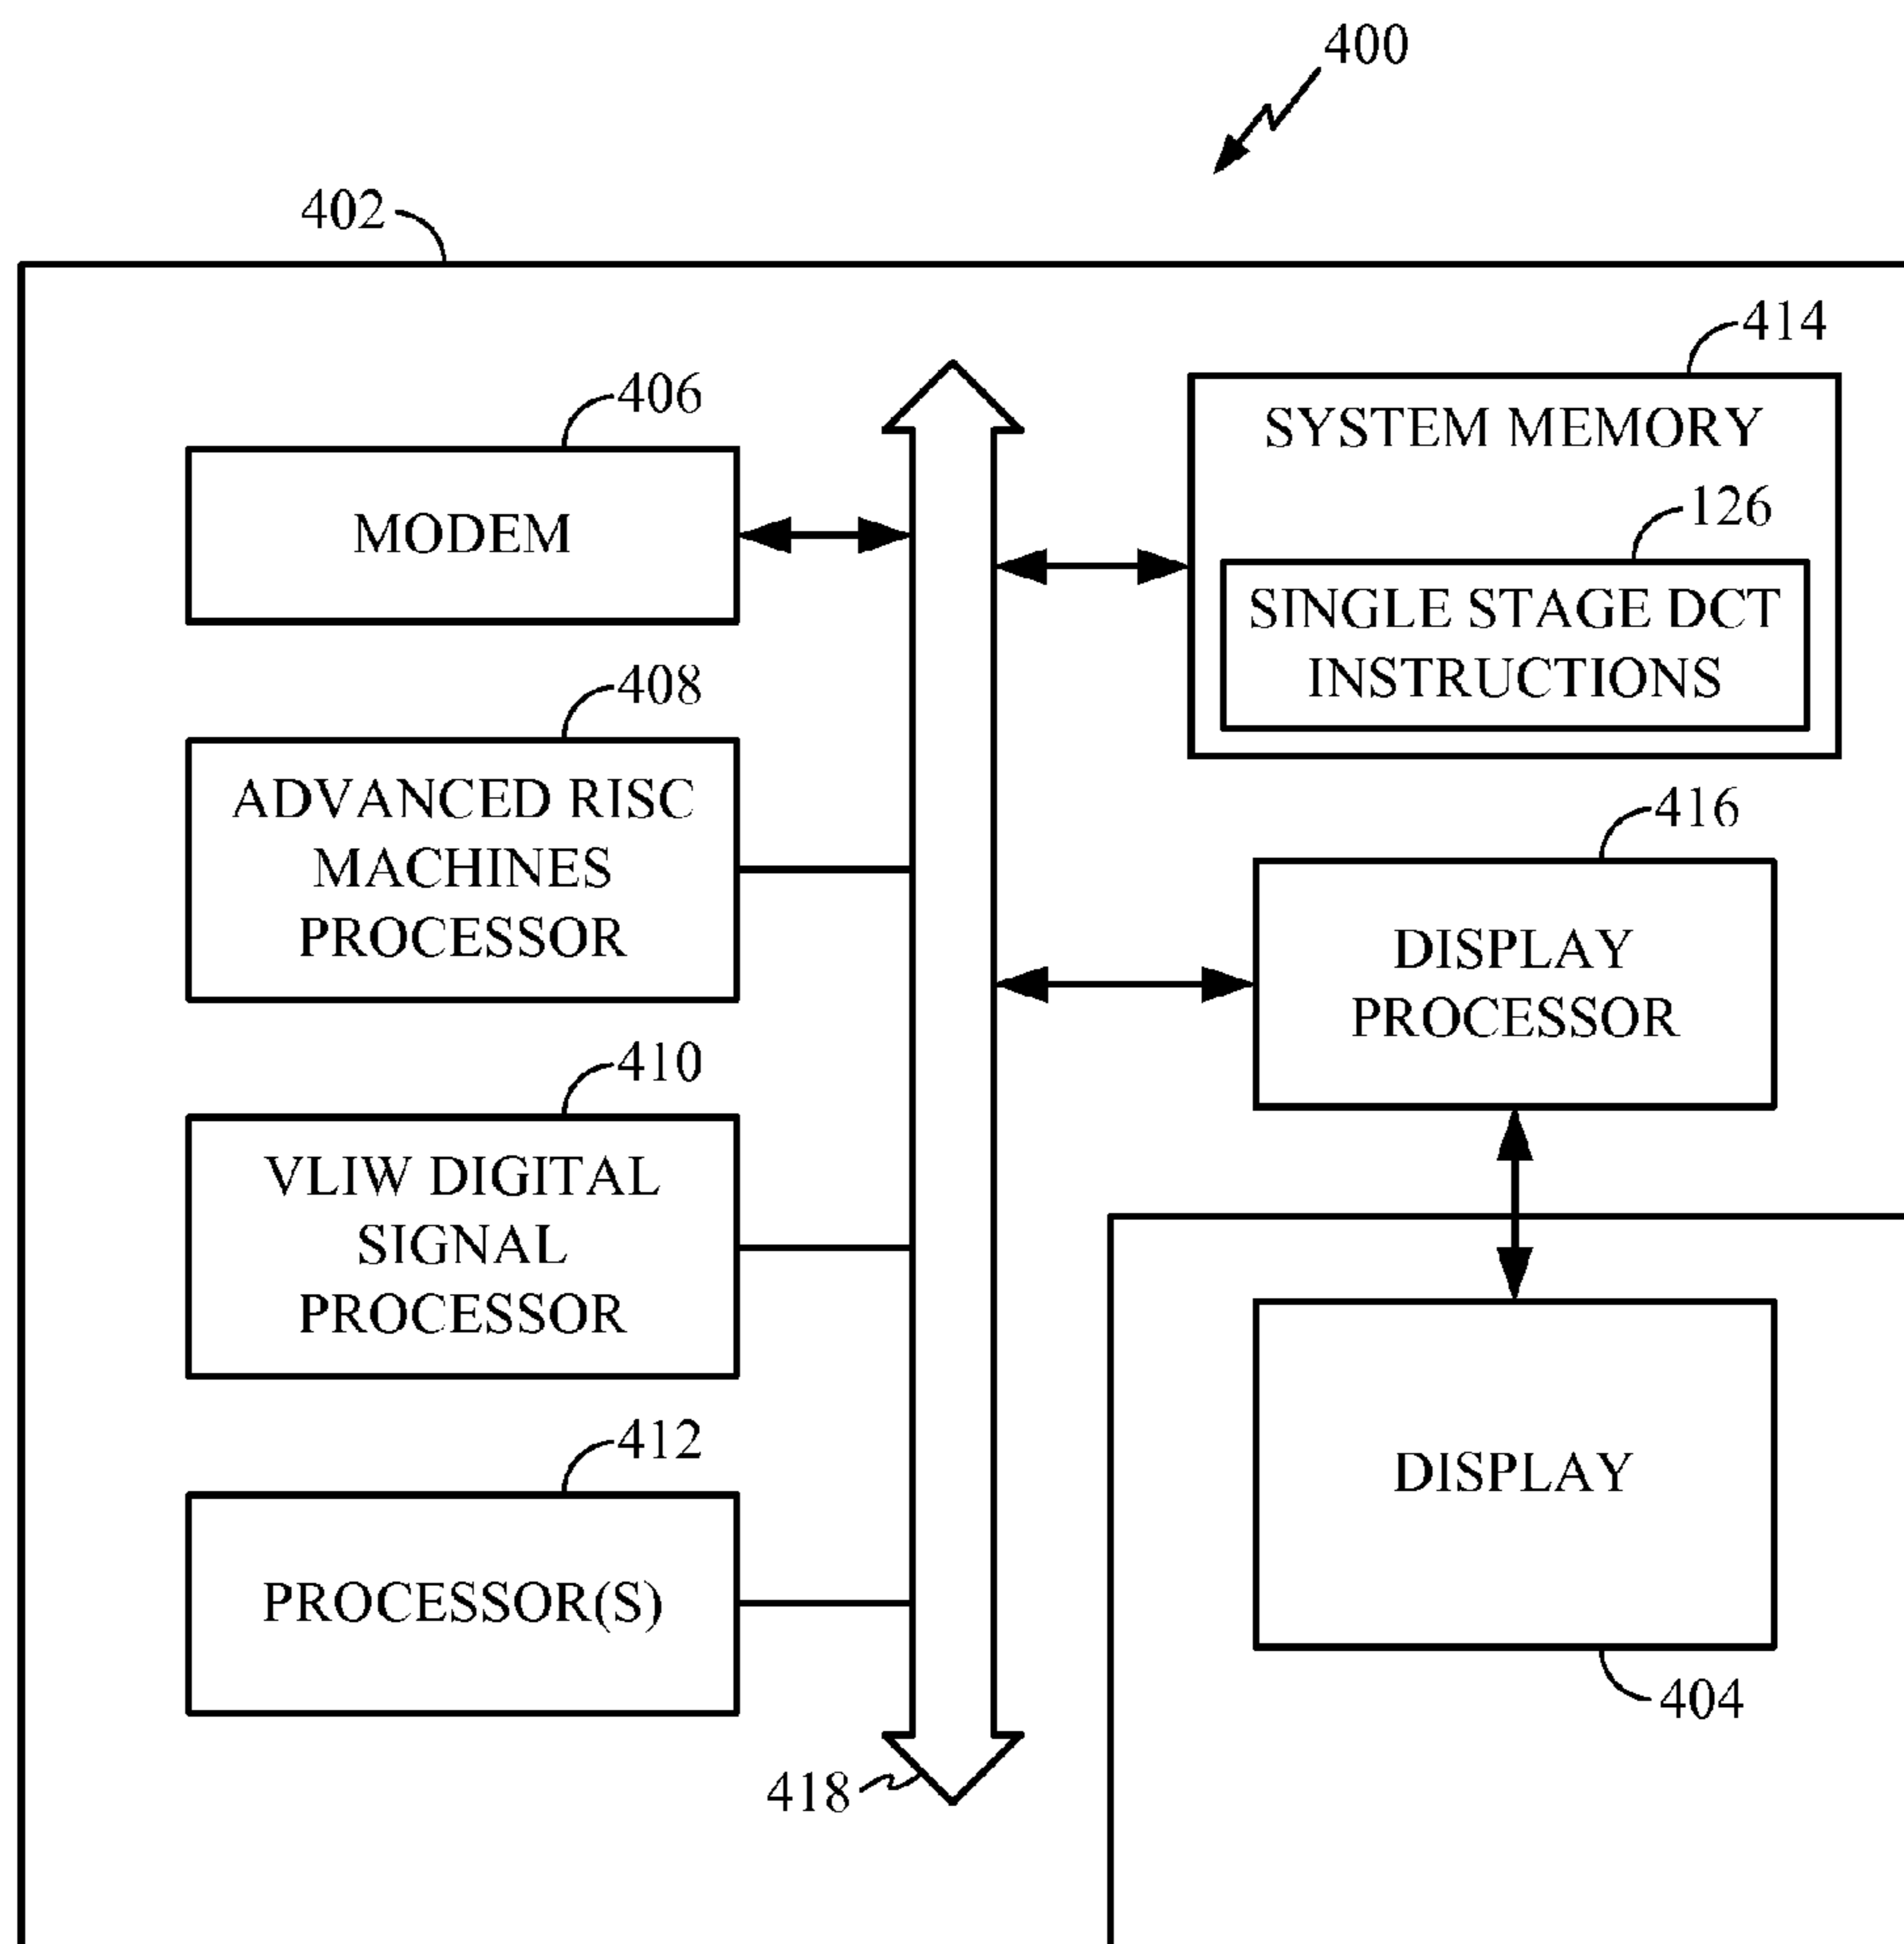 400
402
414
406
SYSTEM MEMORY
MODEM
126
SINGLE STAGE DCT
INSTRUCTIONS
408
ADVANCED RISC
MACHINES
PROCESSOR
416
DISPLAY
PROCESSOR
410
VLIW DIGITAL
SIGNAL
PROCESSOR
412
PROCESSOR(S)
DISPLAY
404
418